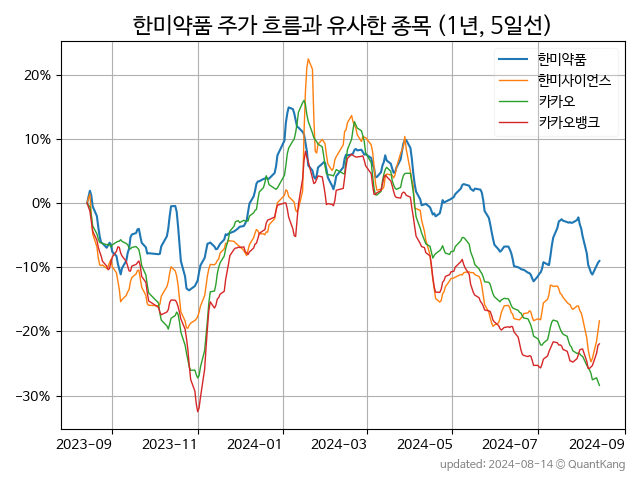 한미약품 주가 흐름과 유사한 종목 (1년, 5일선)
한미약품
한미사이언스
카카오
카카오뱅크
20%
10%
0%
−10%
−20%
−30%
2023-09 2023-11 2024-01 2024-03 2024-05 2024-07 2024-09
updated: 2024-08-14 @ QuantKang